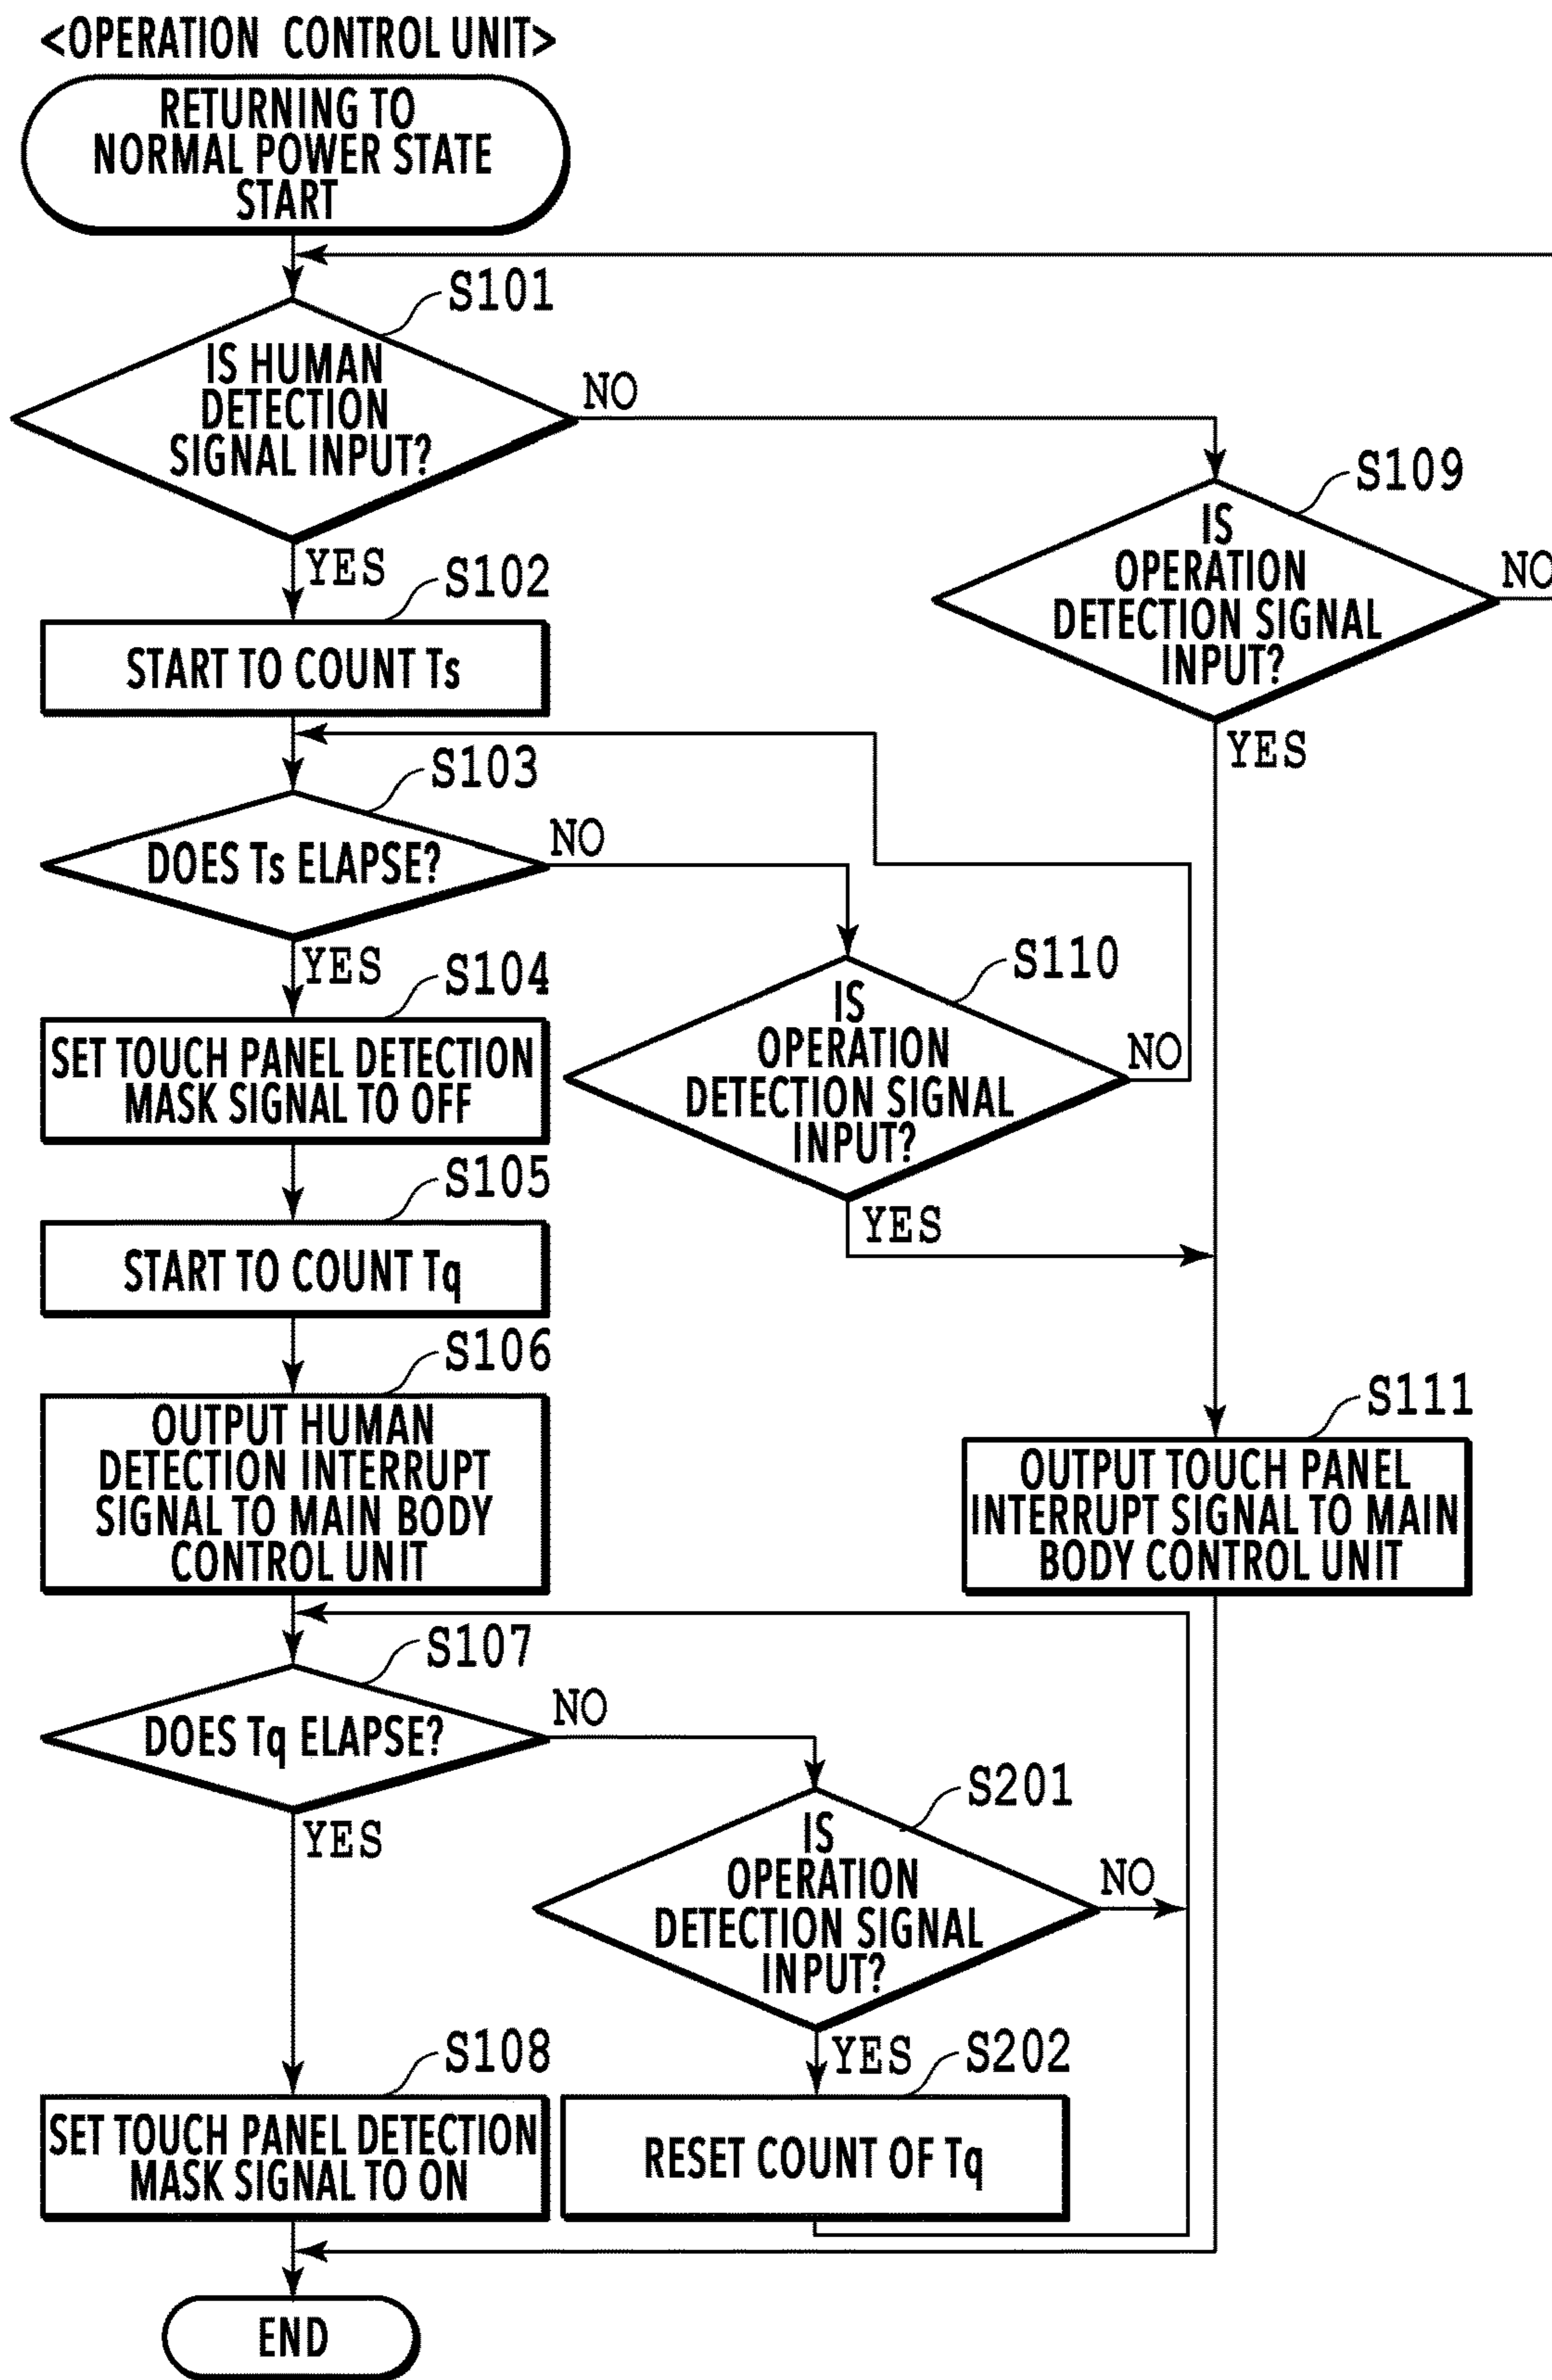 <OPERATION CONTROL UNIT>
RETURNING TO
NORMAL POWER STATE
START
S101
IS HUMAN
DETECTION
SIGNAL INPUT?
NO
YES
S109
IS
OPERATION
DETECTION SIGNAL
INPUT?
NO
YES
S102
START TO COUNT Ts
S103
DOES Ts ELAPSE?
NO
YES
S110
IS
OPERATION
DETECTION SIGNAL
INPUT?
NO
YES
S104
SET TOUCH PANEL DETECTION
MASK SIGNAL TO OFF
S105
START TO COUNT Tq
S106
OUTPUT HUMAN
DETECTION INTERRUPT
SIGNAL TO MAIN BODY
CONTROL UNIT
S111
OUTPUT TOUCH PANEL
INTERRUPT SIGNAL TO MAIN
BODY CONTROL UNIT
S107
DOES Tq ELAPSE?
NO
YES
S201
IS
OPERATION
DETECTION SIGNAL
INPUT?
NO
YES
S108
SET TOUCH PANEL DETECTION
MASK SIGNAL TO ON
S202
RESET COUNT OF Tq
END